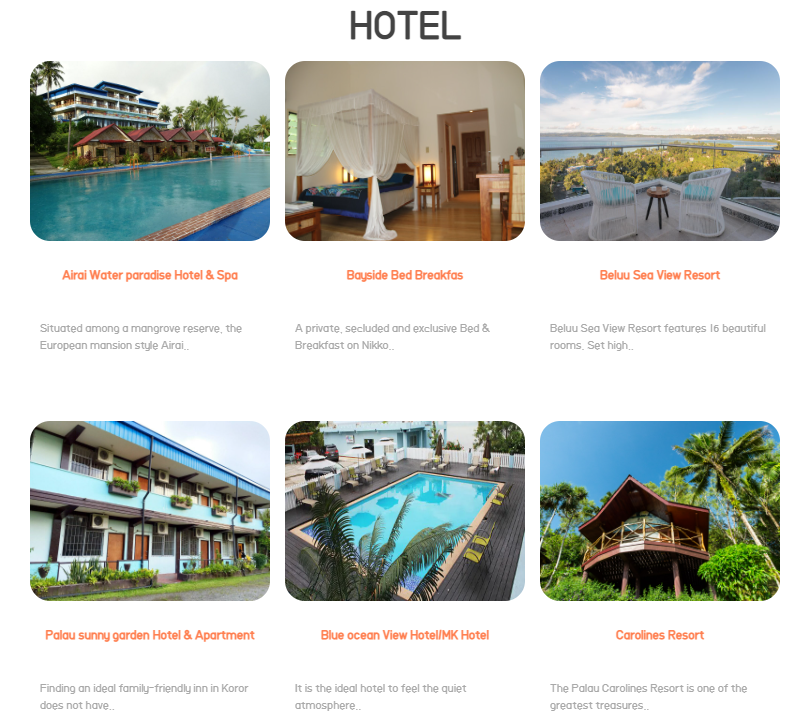 HOTEL
Airai Water paradise Hotel & Spa
Bayside Bed Breakfas
Beluu Sea View Resort
Situated among a mangrove reserve, the
European mansion style Airai..
A private, secluded and exclusive Bed &
Breakfast on Nikko..
Beluu Sea View Resort features 16 beautiful
rooms. Set high..
Palau sunny garden Hotel & Apartment
Blue ocean View Hotel/MK Hotel
Carolines Resort
Finding an ideal family-friendly inn in Koror
does not have..
It is the ideal hotel to feel the quiet
atmosphere..
The Palau Carolines Resort is one of the
greatest treasures..